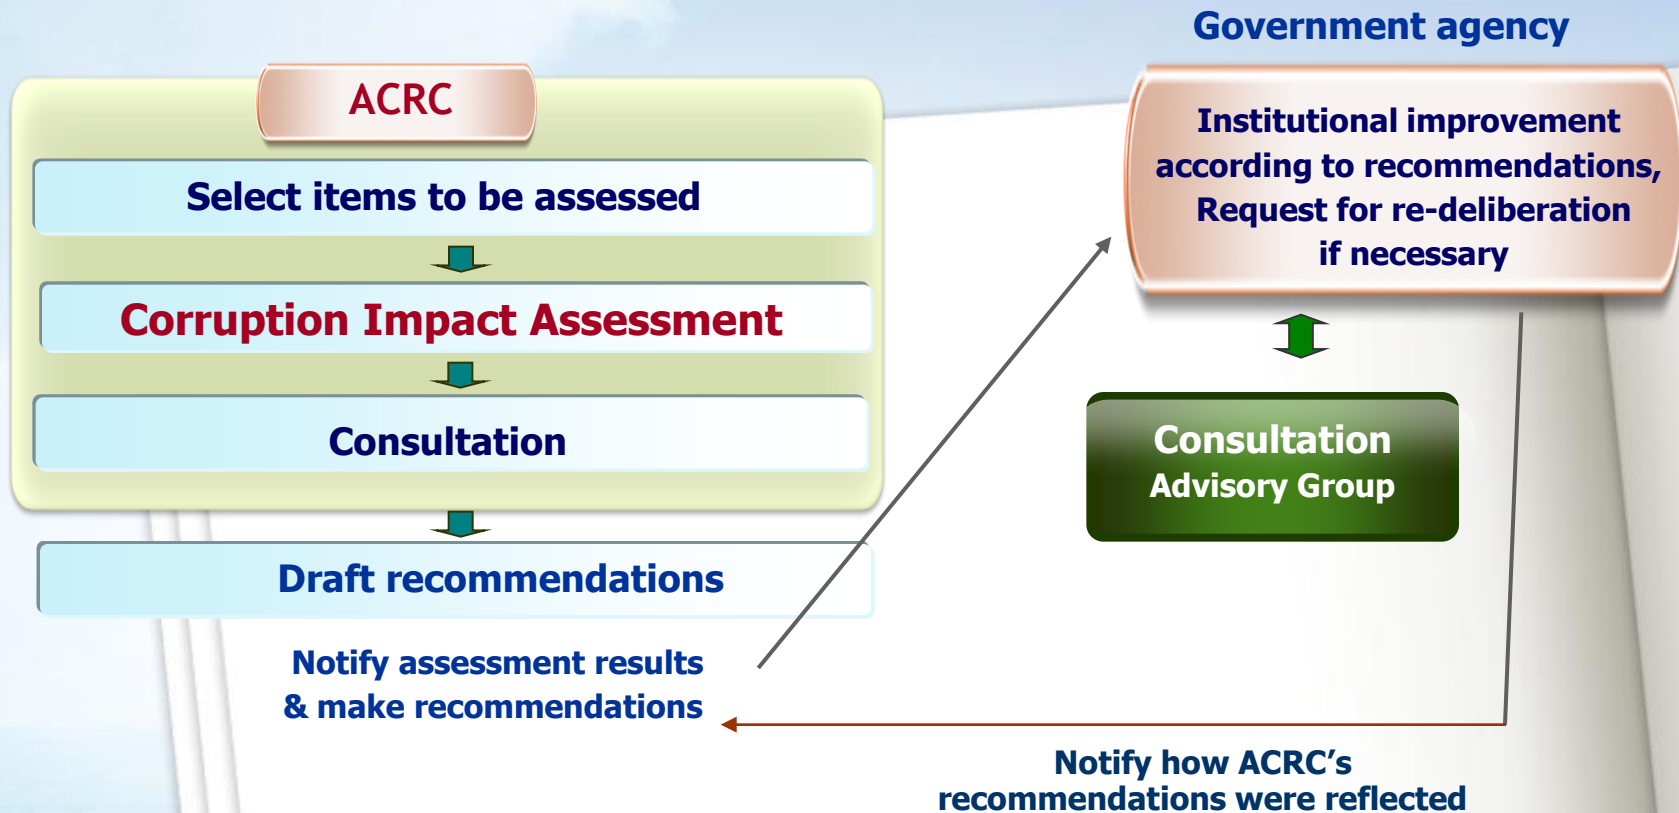 Government agency
ACRC
Select items to be assessed
Corruption Impact Assessment
Consultation
Draft recommendations
Notify assessment results
& make recommendations
Institutional improvement
according to recommendations,
Request for re-deliberation
if necessary
Consultation
Advisory Group
Notify how ACRC’s
recommendations were reflected